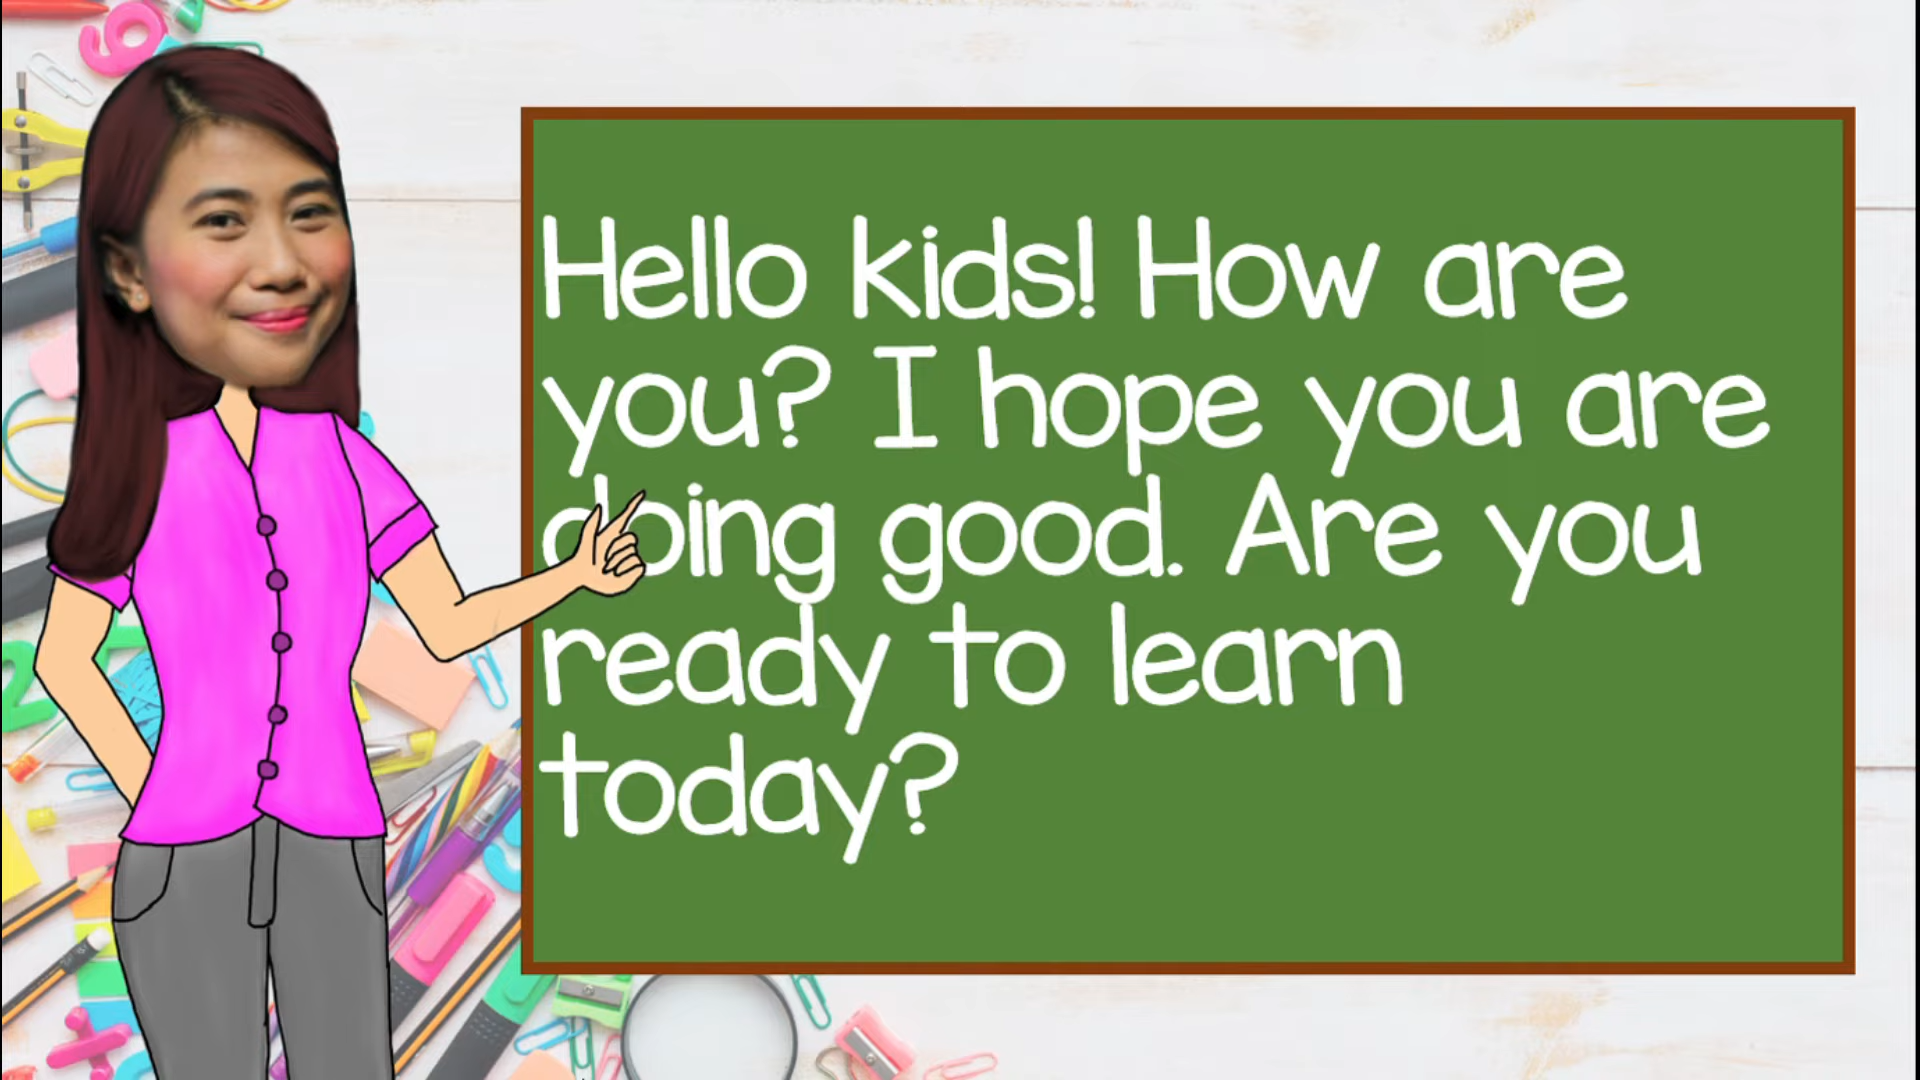 Hello kids! How are
you? I hope you are
doing good. Are you
ready to learn
today?